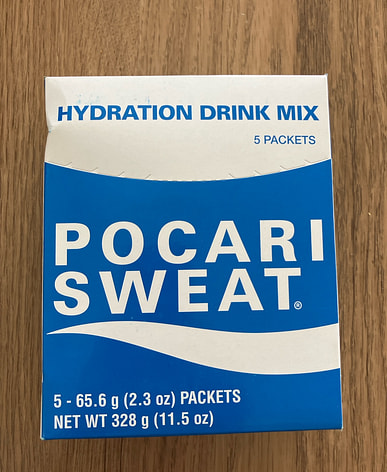 HYDRATION DRINK MIX
5 PACKETS
POCARI
SWEAT®
5 - 65.6 g (2.3 oz) PACKETS
NET WT 328 g (11.5 oz)